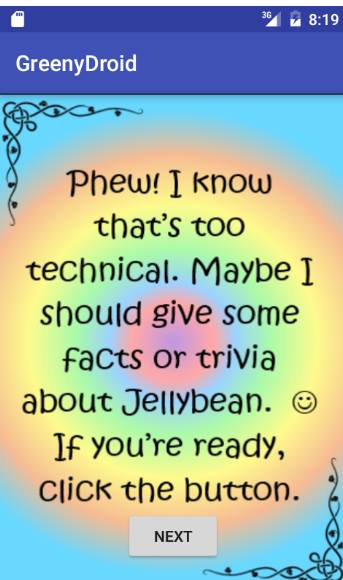 3G 8:19
GreenyDroid
Phew! I know
that's too
technical. Maybe I
should give some
facts or trivia
about Jellybean. ☺
If you're ready,
click the button.
NEXT